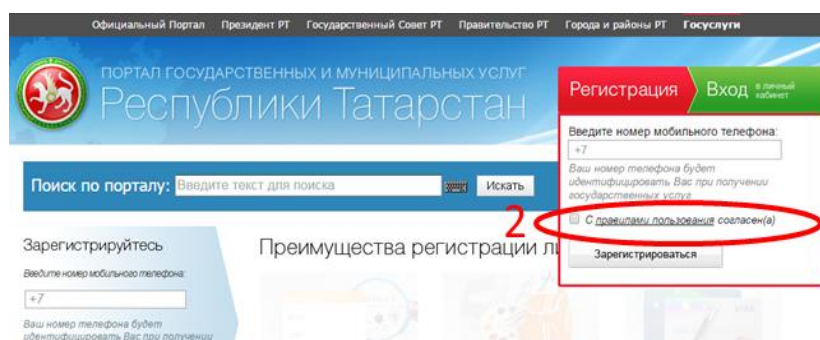 Официальный Портал Президент РТ Государственный Совет РТ Правительство РТ Города и районы РТ Госуслуги
ПОРТАЛ ГОСУДАРСТВЕННЫХ И МУНИЦИПАЛЬНЫХ УСЛУГ
Республики Татарстан
Регистрация Вход в личный кабинет
Введите номер мобильного телефона:
+7
Ваш номер телефона будет
идентифицировать Вас при получении
государственных услуг
2
С правилами пользования согласен(а)
Зарегистрироваться
Поиск по порталу: Введите текст для поиска Искать
Зарегистрируйтесь
Введите номер мобильного телефона:
+7
Ваш номер телефона будет
идентифицировать Вас при получении
Преимущества регистрации ли